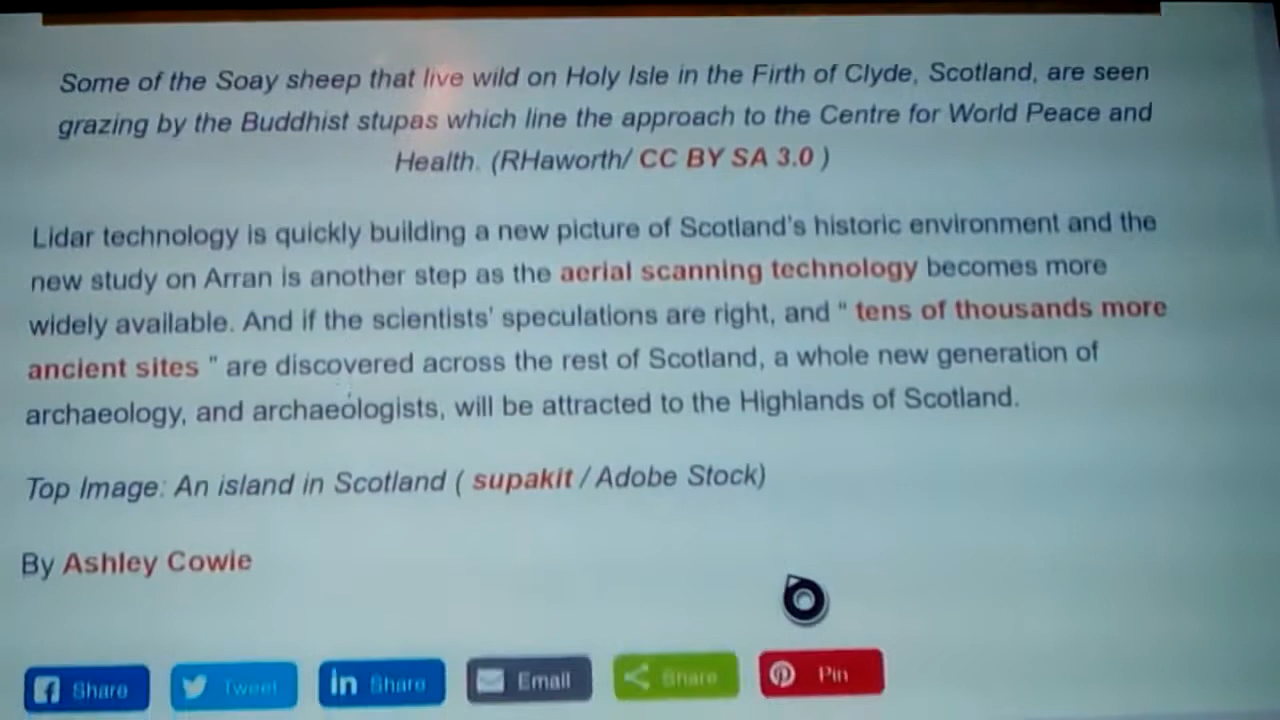 Some of the Soay sheep that live wild on Holy Isle in the Firth of Clyde, Scotland, are seen
grazing by the Buddhist stupas which line the approach to the Centre for World Peace and
Health. (RHaworth/ CC BY SA 3.0 )
Lidar technology is quickly building a new picture of Scotland's historic environment and the
new study on Arran is another step as the aerial scanning technology becomes more
widely available. And if the scientists' speculations are right, and " tens of thousands more
ancient sites " are discovered across the rest of Scotland, a whole new generation of
archaeology, and archaeologists, will be attracted to the Highlands of Scotland.
Top Image: An island in Scotland ( supakit / Adobe Stock)
By Ashley Cowie
Share Tweet in Share Email Share Pin